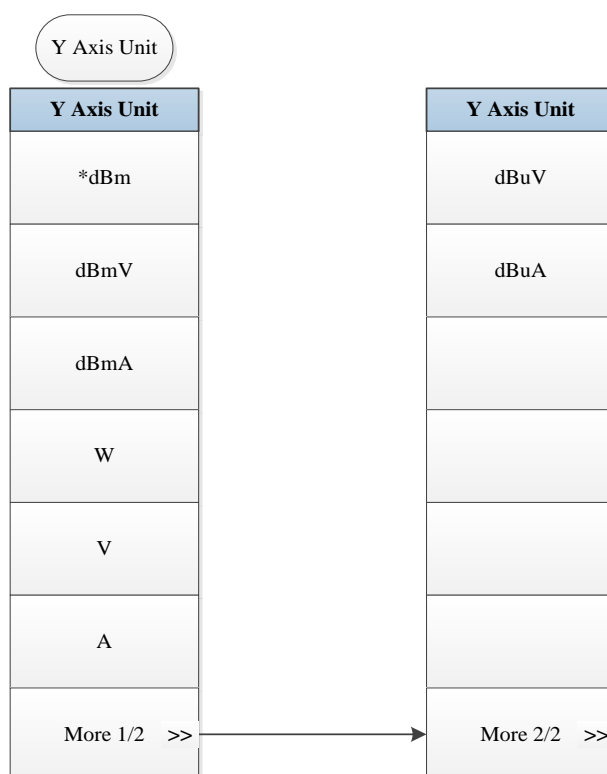 Y Axis Unit
Y Axis Unit
*dBm
dBmV
dBmA
W
V
A
More 1/2 >>
Y Axis Unit
dBuV
dBuA
More 2/2 >>